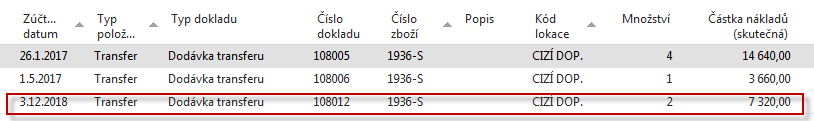 Zúčt... Typ Typ dokladu Číslo Číslo Popis Kód Množství Částka nákladů
datum polož... dokladu zboží lokace (skutečná)
26.1.2017 Transfer Dodávka transferu 108005 1936-S CIZÍ DOP. 4 14 640,00
1.5.2017 Transfer Dodávka transferu 108006 1936-S CIZÍ DOP. 1 3 660,00
3.12.2018 Transfer Dodávka transferu 108012 1936-S CIZÍ DOP. 2 7 320,00